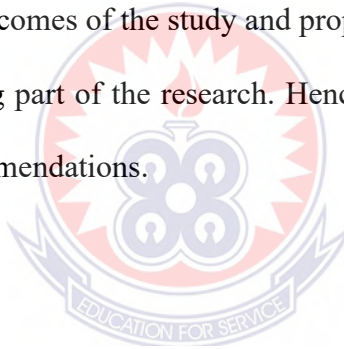 comes of the study and prop
part of the research. Henc
mendations.
EDUCATION FOR SERVICE